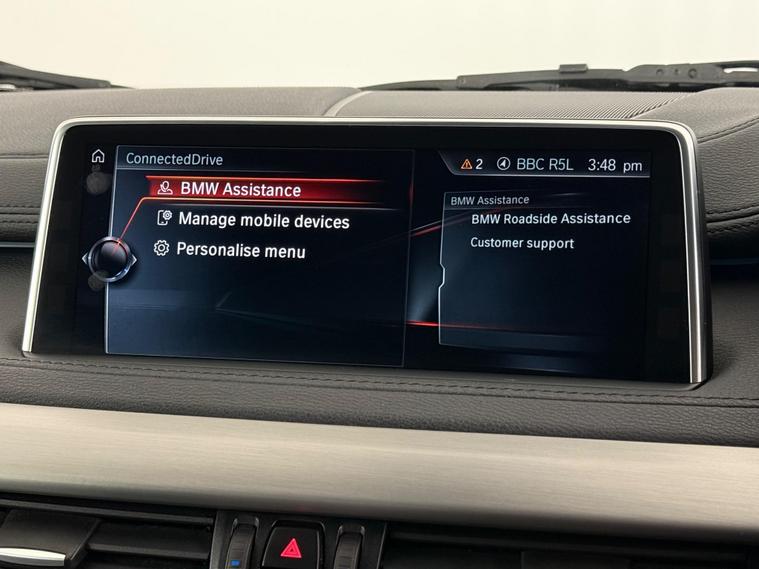 ConnectedDrive
2 BBC R5L 3:48 pm
BMW Assistance
Manage mobile devices
Personalise menu
BMW Assistance
BMW Roadside Assistance
Customer support